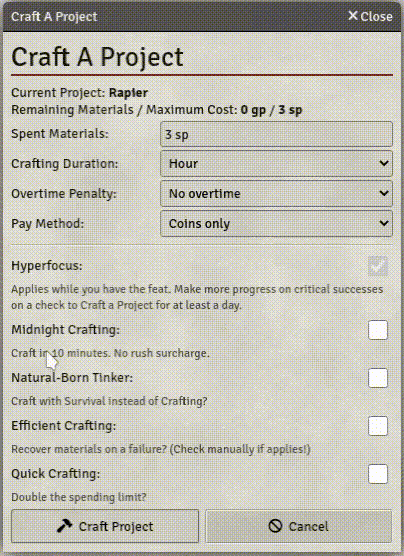 Craft A Project
Close
Craft A Project
Current Project: Rapier
Remaining Materials / Maximum Cost: 0 gp / 3 sp
Spent Materials: 3 sp
Crafting Duration: Hour
Overtime Penalty: No overtime
Pay Method: Coins only
Hyperfocus:
Applies while you have the feat. Make more progress on critical successes
on a check to Craft a Project for at least a day.
Midnight Crafting:
Craft in 10 minutes. No rush surcharge.
Natural-Born Tinker:
Craft with Survival instead of Crafting?
Efficient Crafting:
Recover materials on a failure? (Check manually if applies!)
Quick Crafting:
Double the spending limit?
Craft Project
Cancel